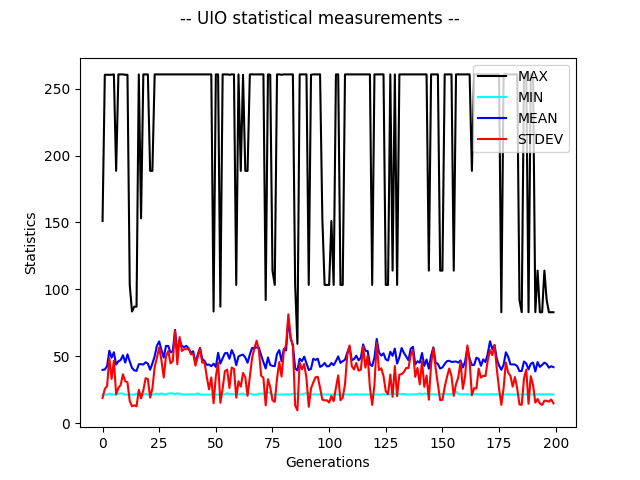 -- UIO statistical measurements --
250
200
150
100
50
0
Statistics
MAX
MIN
MEAN
STDEV
0 25 50 75 100 125 150 175 200
Generations